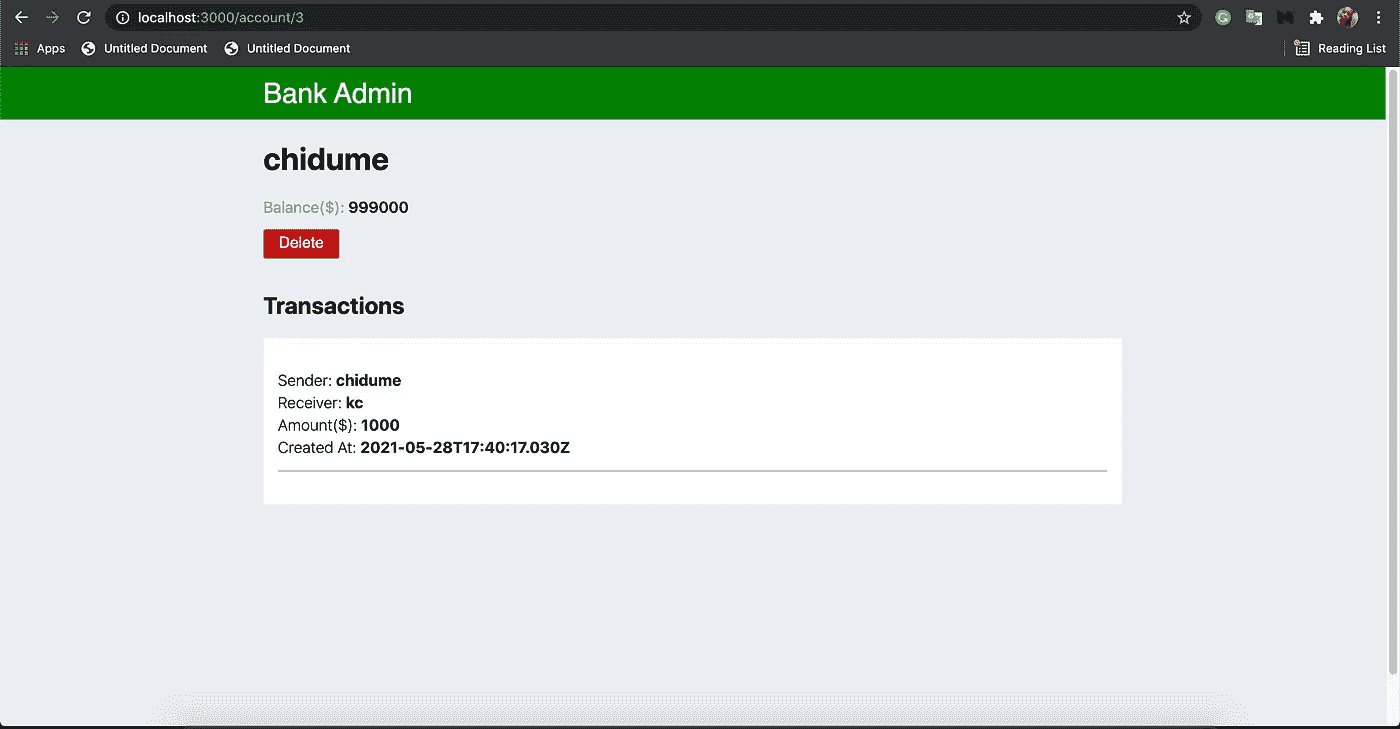 localhost:3000/account/3
Apps Untitled Document Untitled Document Reading List
Bank Admin
chidume
Balance($): 999000
Delete
Transactions
Sender: chidume
Receiver: kc
Amount($): 1000
Created At: 2021-05-28T17:40:17.030Z